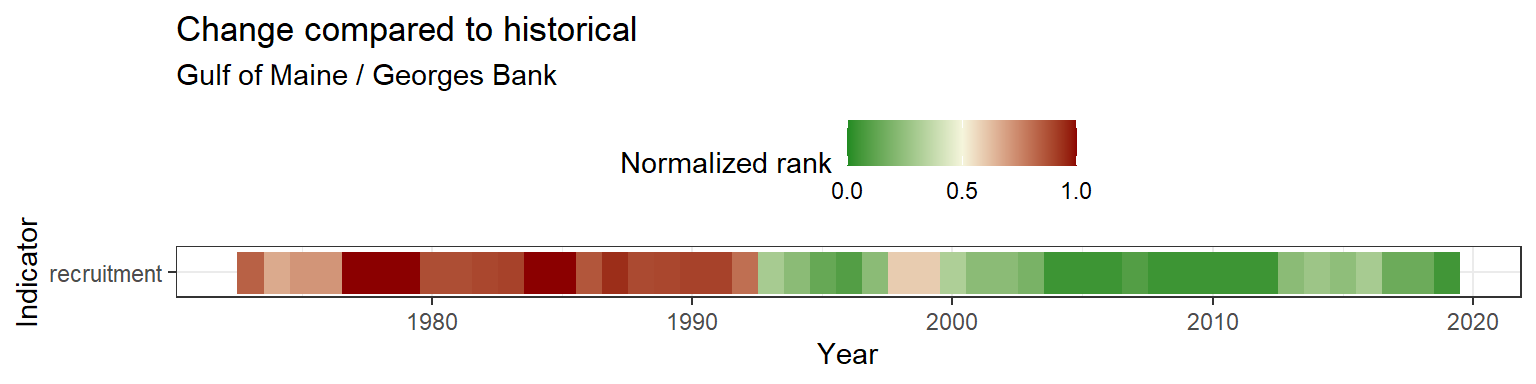 Change compared to historical
Gulf of Maine / Georges Bank
Normalized rank
0.0 0.5 1.0
Indicator
recruitment
1980 1990 2000 2010 2020
Year